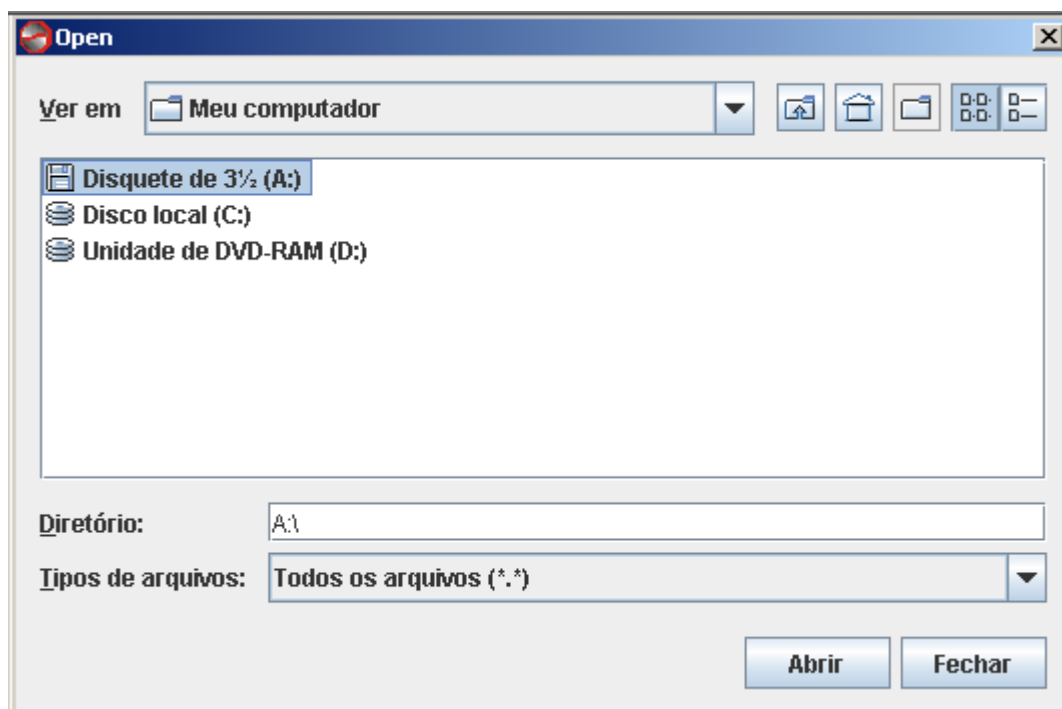 Open
Ver em Meu computador
Disquete de 3½ (A:)
Disco local (C:)
Unidade de DVD-RAM (D:)
Diretório: A:\
Tipos de arquivos: Todos os arquivos (*.*)
Abrir Fechar